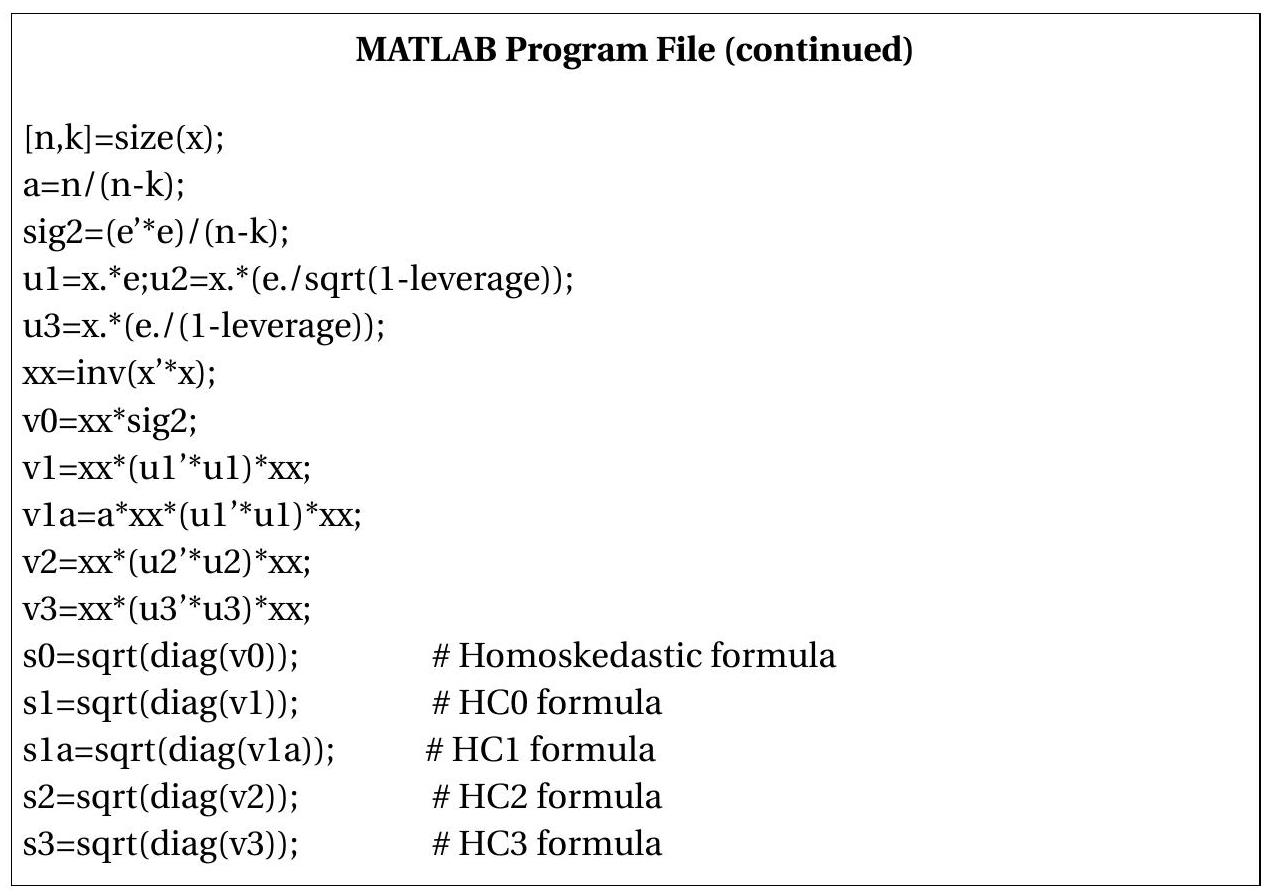 MATLAB Program File (continued)
[n,k]=size(x);
a=n/(n-k);
sig2=(e’*e)/(n-k);
u1=x.*e;u2=x.*(e./sqrt(1-leverage));
u3=x.*(e./(1-leverage));
xx=inv(x’*x);
v0=xx*sig2;
v1=xx*(u1’*u1)*xx;
v1a=a*xx*(u1’*u1)*xx;
v2=xx*(u2’*u2)*xx;
v3=xx*(u3’*u3)*xx;
s0=sqrt(diag(v0)); # Homoskedastic formula
s1=sqrt(diag(v1)); # HC0 formula
s1a=sqrt(diag(v1a)); # HC1 formula
s2=sqrt(diag(v2)); # HC2 formula
s3=sqrt(diag(v3)); # HC3 formula